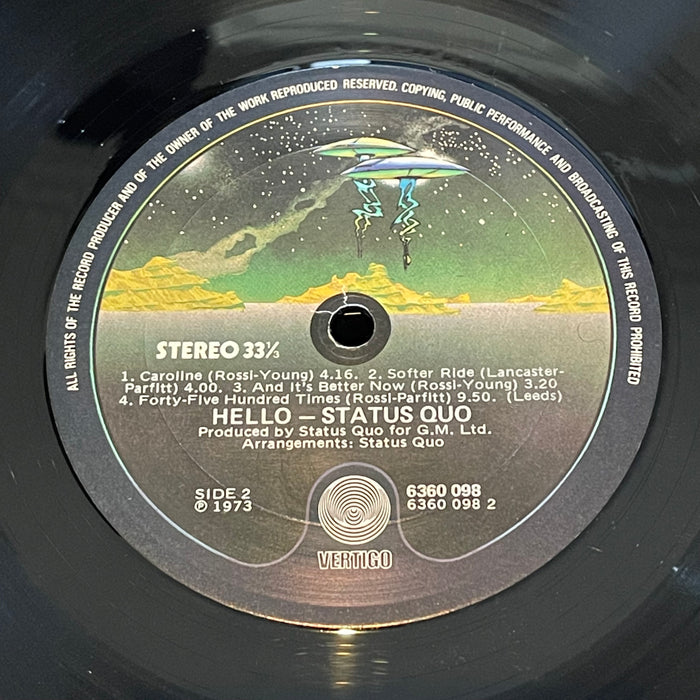 ALL RIGHTS OF THE RECORD PRODUCER AND OF THE OWNER OF THE WORK REPRODUCED RESERVED. COPYING, PUBLIC PERFORMANCE AND BROADCASTING OF THIS RECORD PROHIBITED
STEREO 33⅓
1. Caroline (Rossi-Young) 4.16. 2. Softer Ride (Lancaster-
Parfitt) 4.00. 3. And It's Better Now (Rossi-Young) 3.20
4. Forty-Five Hundred Times (Rossi-Parfitt) 9.50. (Leeds)
HELLO – STATUS QUO
Produced by Status Quo for G.M. Ltd.
Arrangements: Status Quo
SIDE 2
℗ 1973
6360 098
6360 098 2
VERTIGO